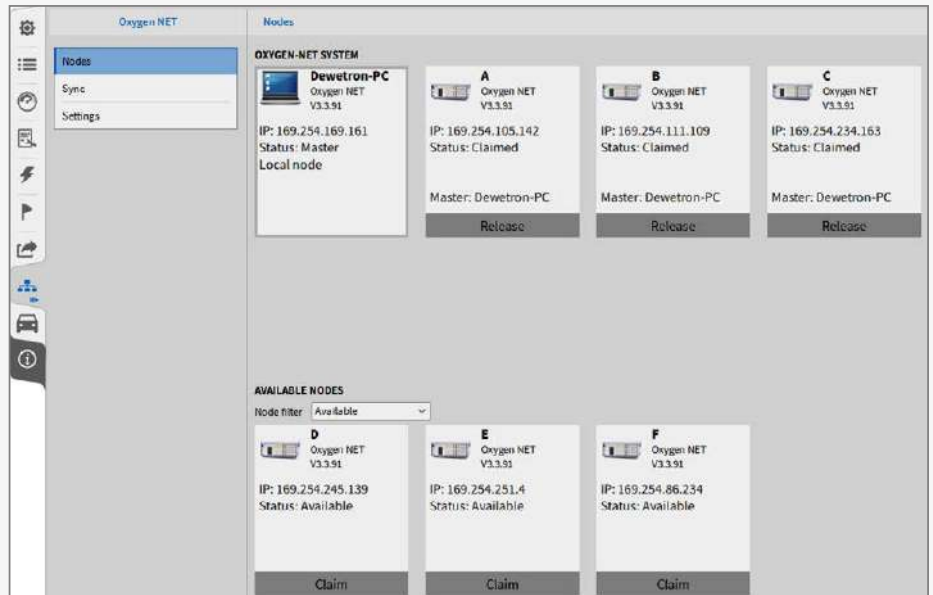 Oxygen NET
Nodes
Nodes
Sync
Settings
OXYGEN-NET SYSTEM
Dewetron-PC
Oxygen NET
V3.3.91
IP: 169.254.169.161
Status: Master
Local node
A
Oxygen NET
V3.3.91
IP: 169.254.105.142
Status: Claimed
Master: Dewetron-PC
Release
B
Oxygen NET
V3.3.91
IP: 169.254.111.109
Status: Claimed
Master: Dewetron-PC
Release
C
Oxygen NET
V3.3.91
IP: 169.254.234.163
Status: Claimed
Master: Dewetron-PC
Release
AVAILABLE NODES
Node filter Available
D
Oxygen NET
V3.3.91
IP: 169.254.245.139
Status: Available
Claim
E
Oxygen NET
V3.3.91
IP: 169.254.251.4
Status: Available
Claim
F
Oxygen NET
V3.3.91
IP: 169.254.86.234
Status: Available
Claim